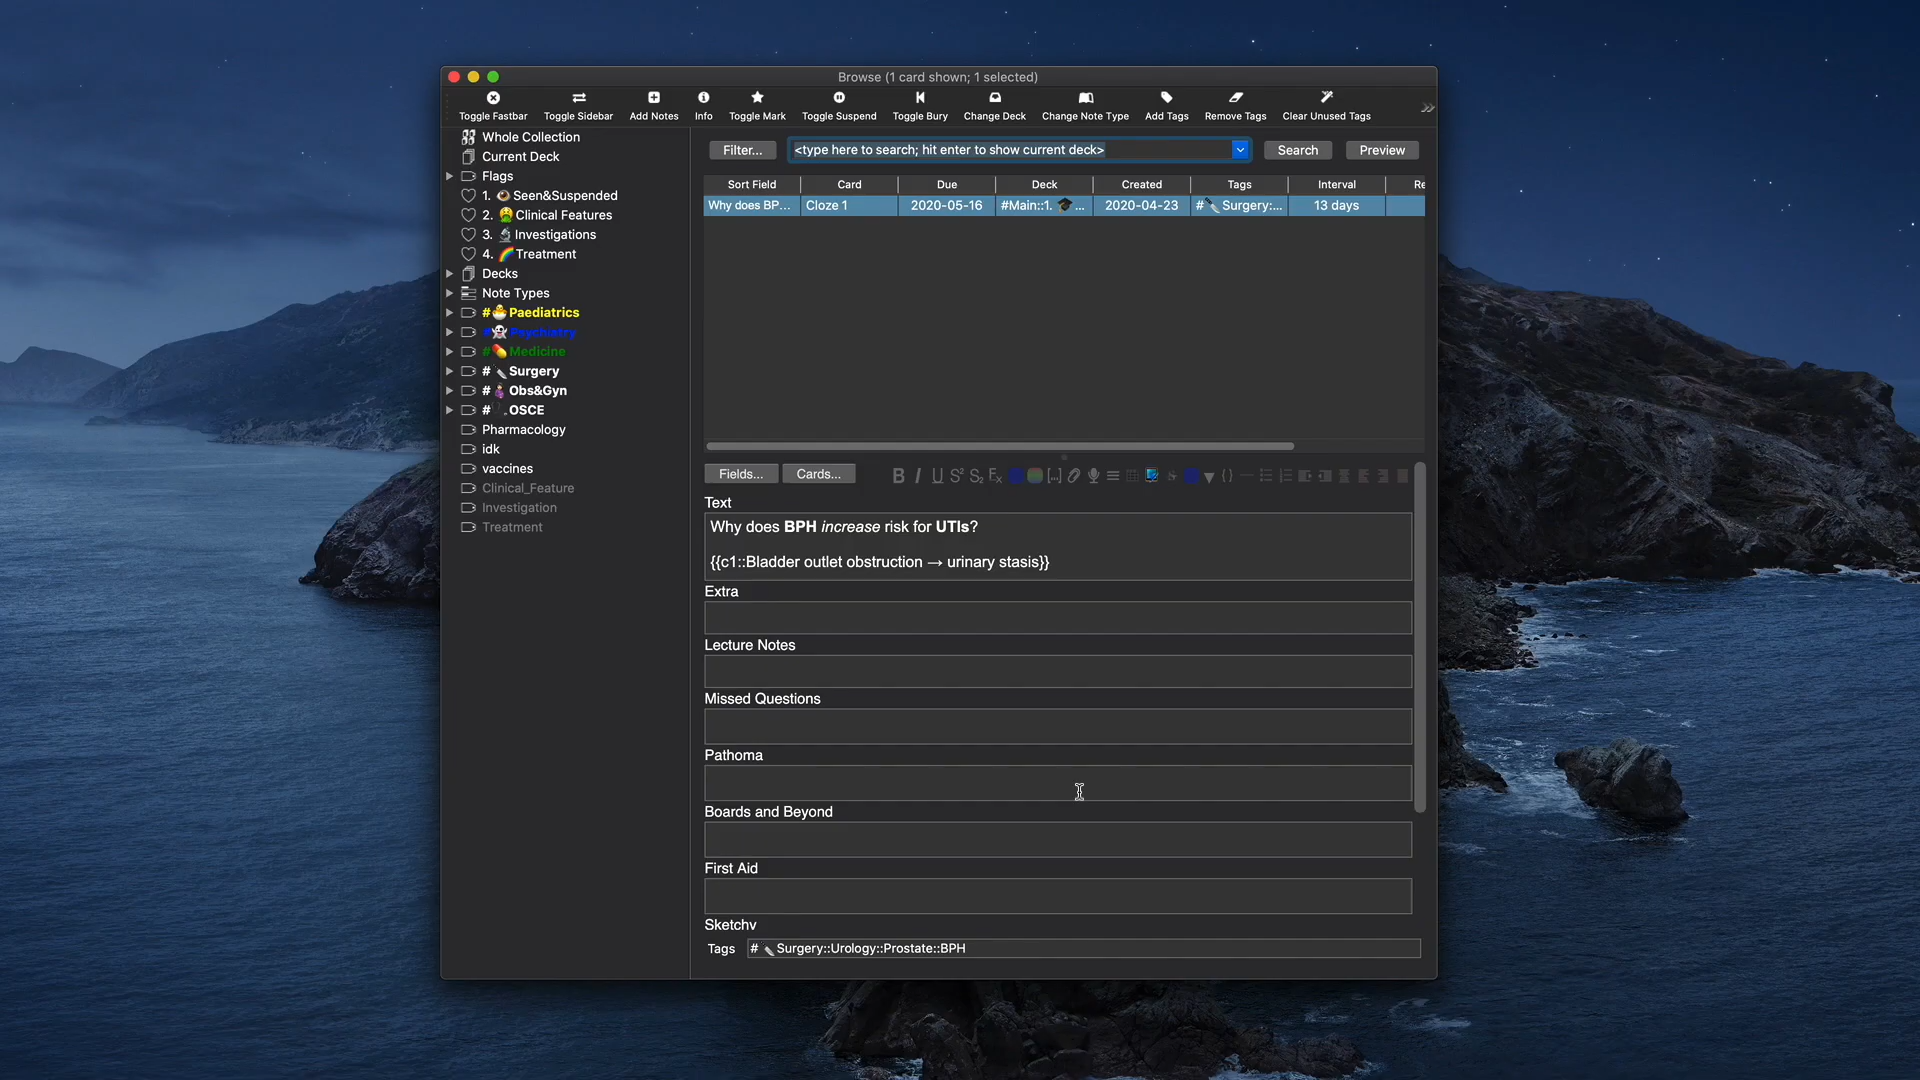 Browse (1 card shown; 1 selected)
Toggle Fastbar Toggle Sidebar Add Notes Info Toggle Mark Toggle Suspend Toggle Bury Change Deck Change Note Type Add Tags Remove Tags Clear Unused Tags
Whole Collection
Current Deck
Flags
1. 👁Seen&Suspended
2. 🤮Clinical Features
3. 🔬Investigations
4. 🌈Treatment
Decks
Note Types
#🐣Paediatrics
#👻Psychiatry
#💊Medicine
#🔪Surgery
#🤰Obs&Gyn
# OSCE
Pharmacology
idk
vaccines
Clinical_Feature
Investigation
Treatment
Filter... <type here to search; hit enter to show current deck> Search Preview
Sort Field Card Due Deck Created Tags Interval Re
Why does BP... Cloze 1 2020-05-16 #Main::1. 🎓 ... 2020-04-23 #🔪Surgery:... 13 days
Fields... Cards... B I U S² S₂ Fx [...] { }
Text
Why does BPH increase risk for UTIs?
{{c1::Bladder outlet obstruction → urinary stasis}}
Extra
Lecture Notes
Missed Questions
Pathoma
Boards and Beyond
First Aid
Sketchy
Tags #🔪Surgery::Urology::Prostate::BPH